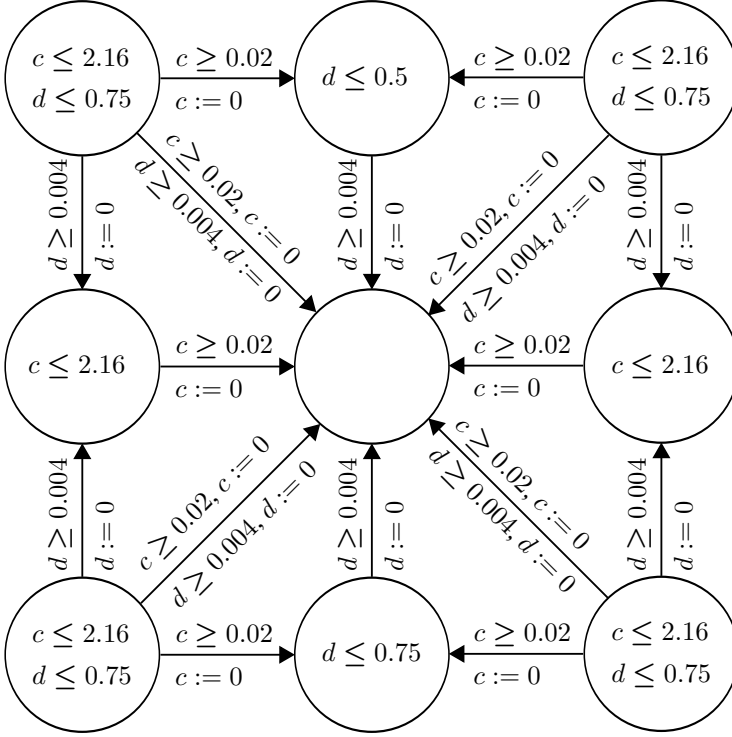 c ≤ 2.16
d ≤ 0.75
c ≥ 0.02
c := 0
d ≤ 0.5
c ≥ 0.02
c := 0
c ≤ 2.16
d ≤ 0.75
d ≥ 0.004
d := 0
c ≥ 0.02, c := 0
d ≥ 0.004, d := 0
d ≥ 0.004
d := 0
c ≥ 0.02, c := 0
d ≥ 0.004, d := 0
d ≥ 0.004
d := 0
c ≤ 2.16
c ≥ 0.02
c := 0
c ≥ 0.02
c := 0
c ≤ 2.16
d ≥ 0.004
d := 0
c ≥ 0.02, c := 0
d ≥ 0.004, d := 0
d ≥ 0.004
d := 0
c ≥ 0.02, c := 0
d ≥ 0.004, d := 0
d ≥ 0.004
d := 0
c ≤ 2.16
d ≤ 0.75
c ≥ 0.02
c := 0
d ≤ 0.75
c ≥ 0.02
c := 0
c ≤ 2.16
d ≤ 0.75